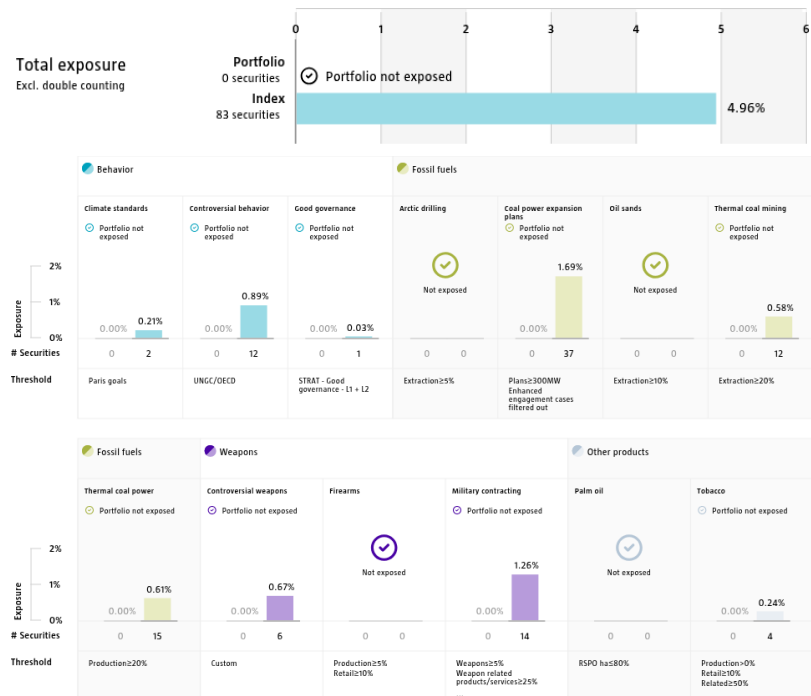 0 1 2 3 4 5 6
Total exposure
Excl. double counting
Portfolio
0 securities
Portfolio not exposed
Index
83 securities
4.96%
Behavior
Fossil fuels
Climate standards
Portfolio not
exposed
Controversial behavior
Portfolio not
exposed
Good governance
Portfolio not
exposed
Arctic drilling
Not exposed
Coal power expansion
plans
Portfolio not
exposed
Oil sands
Not exposed
Thermal coal mining
Portfolio not
exposed
Exposure
2%
1%
0%
0.00% 0.21% 0.00% 0.89% 0.00% 0.03% 0.00% 1.69% 0.00% 0.58%
# Securities 0 2 0 12 0 1 0 0 0 37 0 0 0 12
Threshold
Paris goals
UNGC/OECD
STRAT - Good
governance - L1 + L2
Extraction≥5%
Plans≥300MW
Enhanced
engagement cases
filtered out
Extraction≥10%
Extraction≥20%
Fossil fuels
Weapons
Other products
Thermal coal power
Portfolio not exposed
Controversial weapons
Portfolio not exposed
Firearms
Not exposed
Military contracting
Portfolio not exposed
Palm oil
Not exposed
Tobacco
Portfolio not exposed
Exposure
2%
1%
0%
0.00% 0.61% 0.00% 0.67% 0.00% 1.26% 0.00% 0.24%
# Securities 0 15 0 6 0 0 0 14 0 0 0 4
Threshold
Production≥20%
Custom
Production≥5%
Retail≥10%
Weapons≥5%
Weapon related
products/services≥25%
RSPO ha≤80%
Production>0%
Retail≥10%
Related≥50%